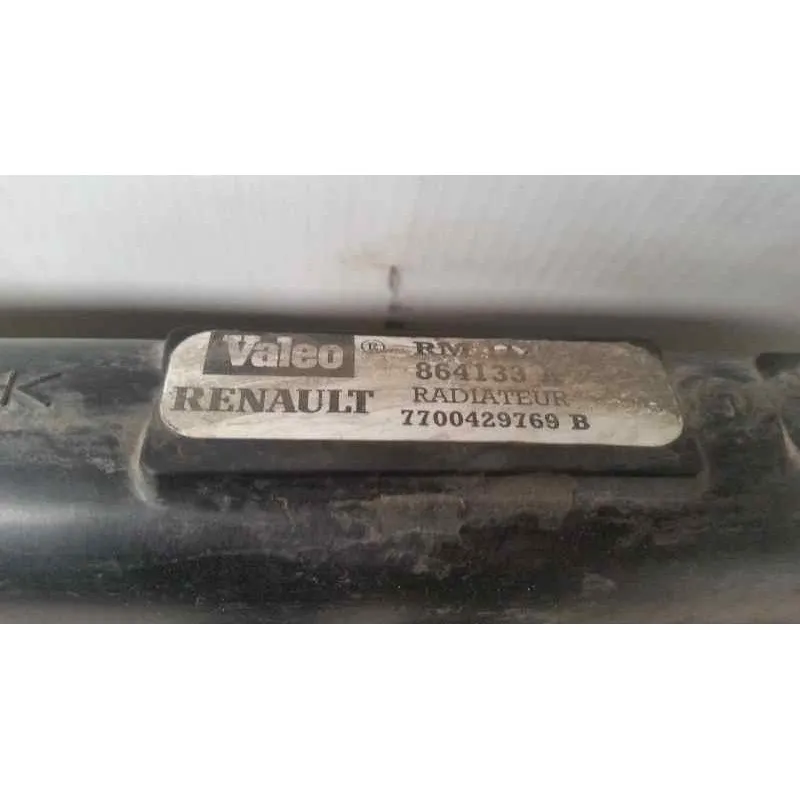 Valeo ®
864133
RENAULT RADIATEUR
7700429769 B